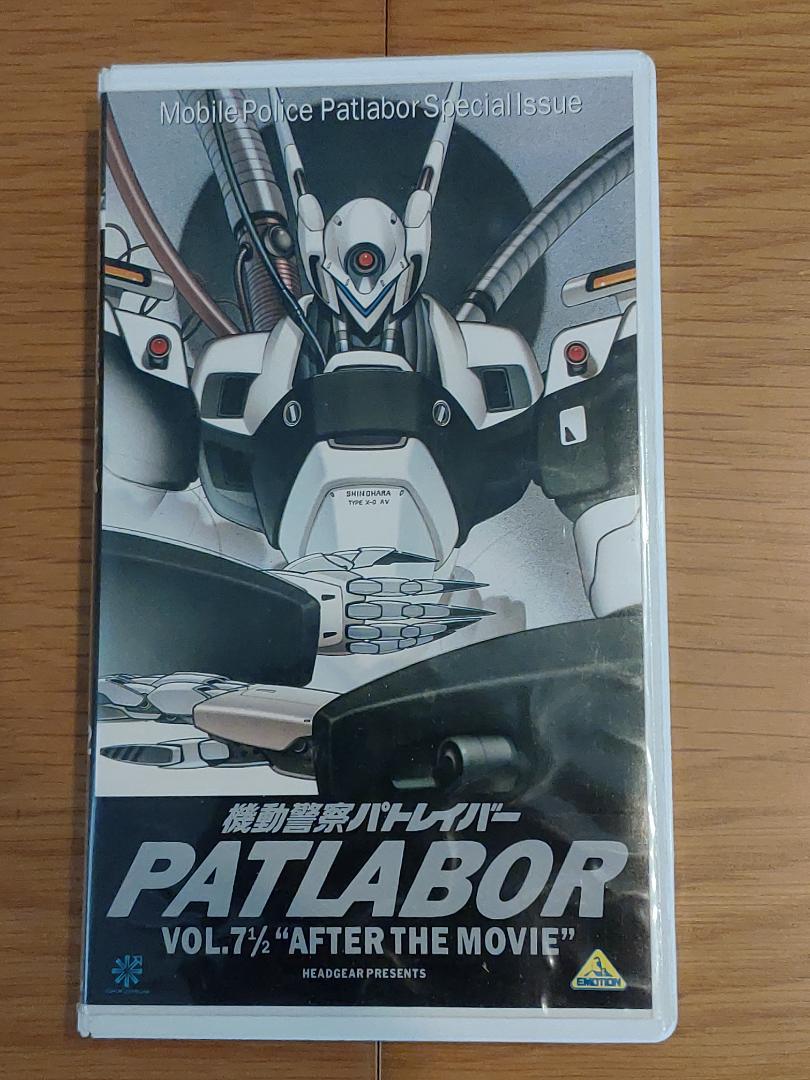 Mobile Police Patlabor Special Issue
SHINOHARA
TYPE X-0 AV
機動警察パトレイバー
PATLABOR
VOL.7½ "AFTER THE MOVIE"
HEADGEAR PRESENTS
EMOTION